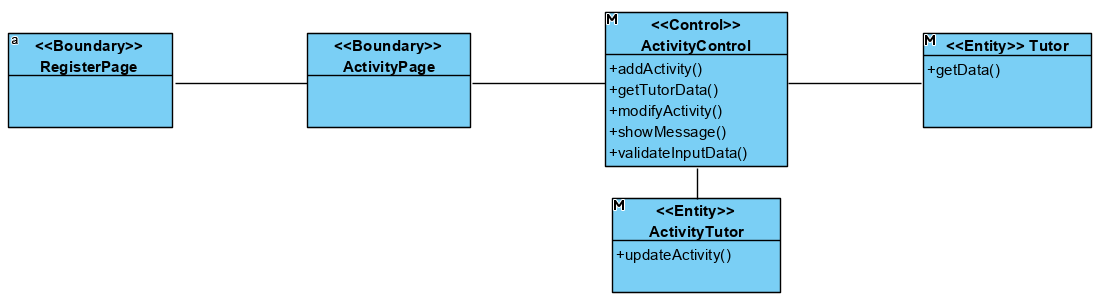 a
<<Boundary>>
RegisterPage
<<Boundary>>
ActivityPage
M
<<Control>>
ActivityControl
+addActivity()
+getTutorData()
+modifyActivity()
+showMessage()
+validateInputData()
M
<<Entity>> Tutor
+getData()
M
<<Entity>>
ActivityTutor
+updateActivity()